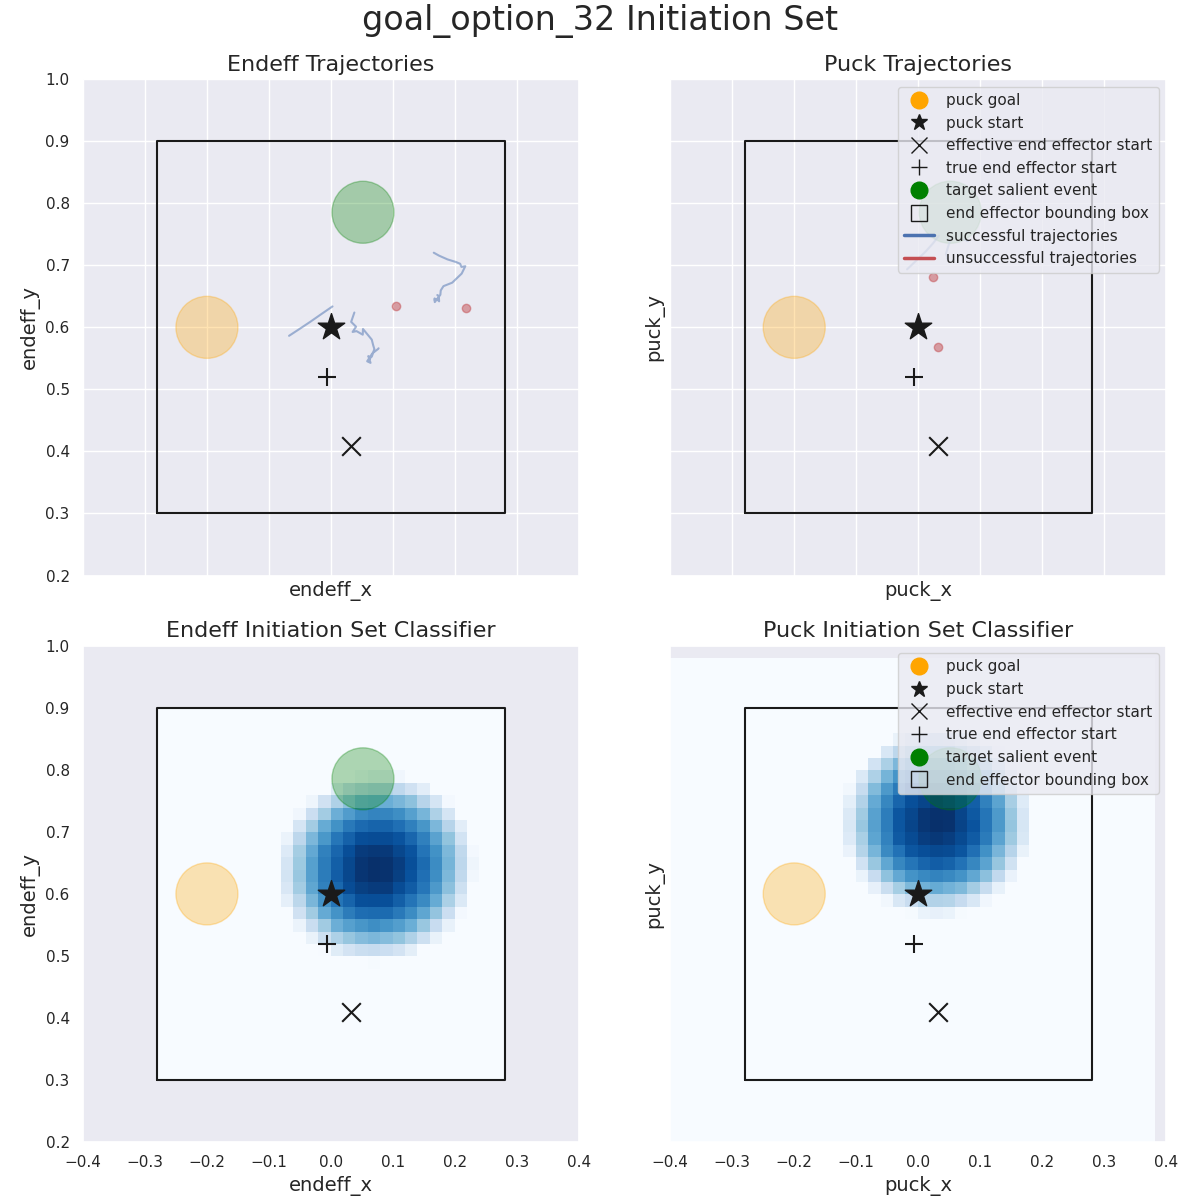 goal_option_32 Initiation Set
Endeff Trajectories
1.0
0.9
0.8
0.7
0.6
0.5
0.4
0.3
0.2
endeff_y
endeff_x
Puck Trajectories
puck goal
puck start
effective end effector start
true end effector start
target salient event
end effector bounding box
successful trajectories
unsuccessful trajectories
puck_y
puck_x
Endeff Initiation Set Classifier
1.0
0.9
0.8
0.7
0.6
0.5
0.4
0.3
0.2
endeff_y
−0.4 −0.3 −0.2 −0.1 0.0 0.1 0.2 0.3 0.4
endeff_x
Puck Initiation Set Classifier
puck goal
puck start
effective end effector start
true end effector start
target salient event
end effector bounding box
puck_y
−0.4 −0.3 −0.2 −0.1 0.0 0.1 0.2 0.3 0.4
puck_x